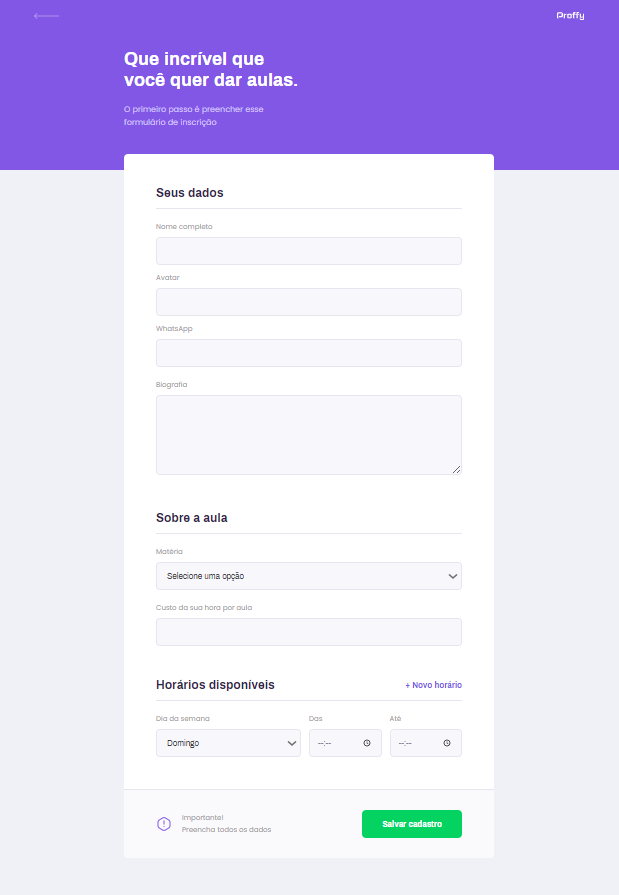 Proffy
Que incrível que
você quer dar aulas.
O primeiro passo é preencher esse
formulário de inscrição
Seus dados
Nome completo
Avatar
WhatsApp
Biografia
Sobre a aula
Matéria
Selecione uma opção
Custo da sua hora por aula
Horários disponíveis
+ Novo horário
Dia da semana
Das
Até
Domingo
--:--
--:--
Importante!
Preencha todos os dados
Salvar cadastro